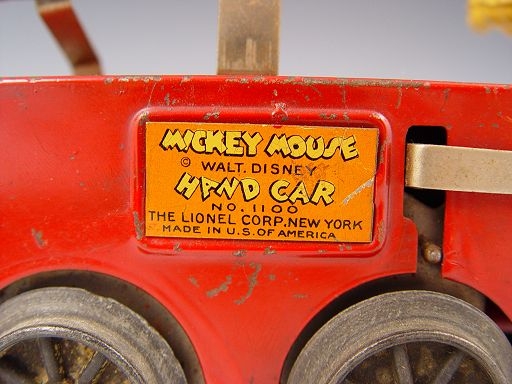 MICKEY MOUSE
© WALT. DISNEY
HAND CAR
NO. 1100
THE LIONEL CORP. NEW YORK
MADE IN U.S. OF AMERICA